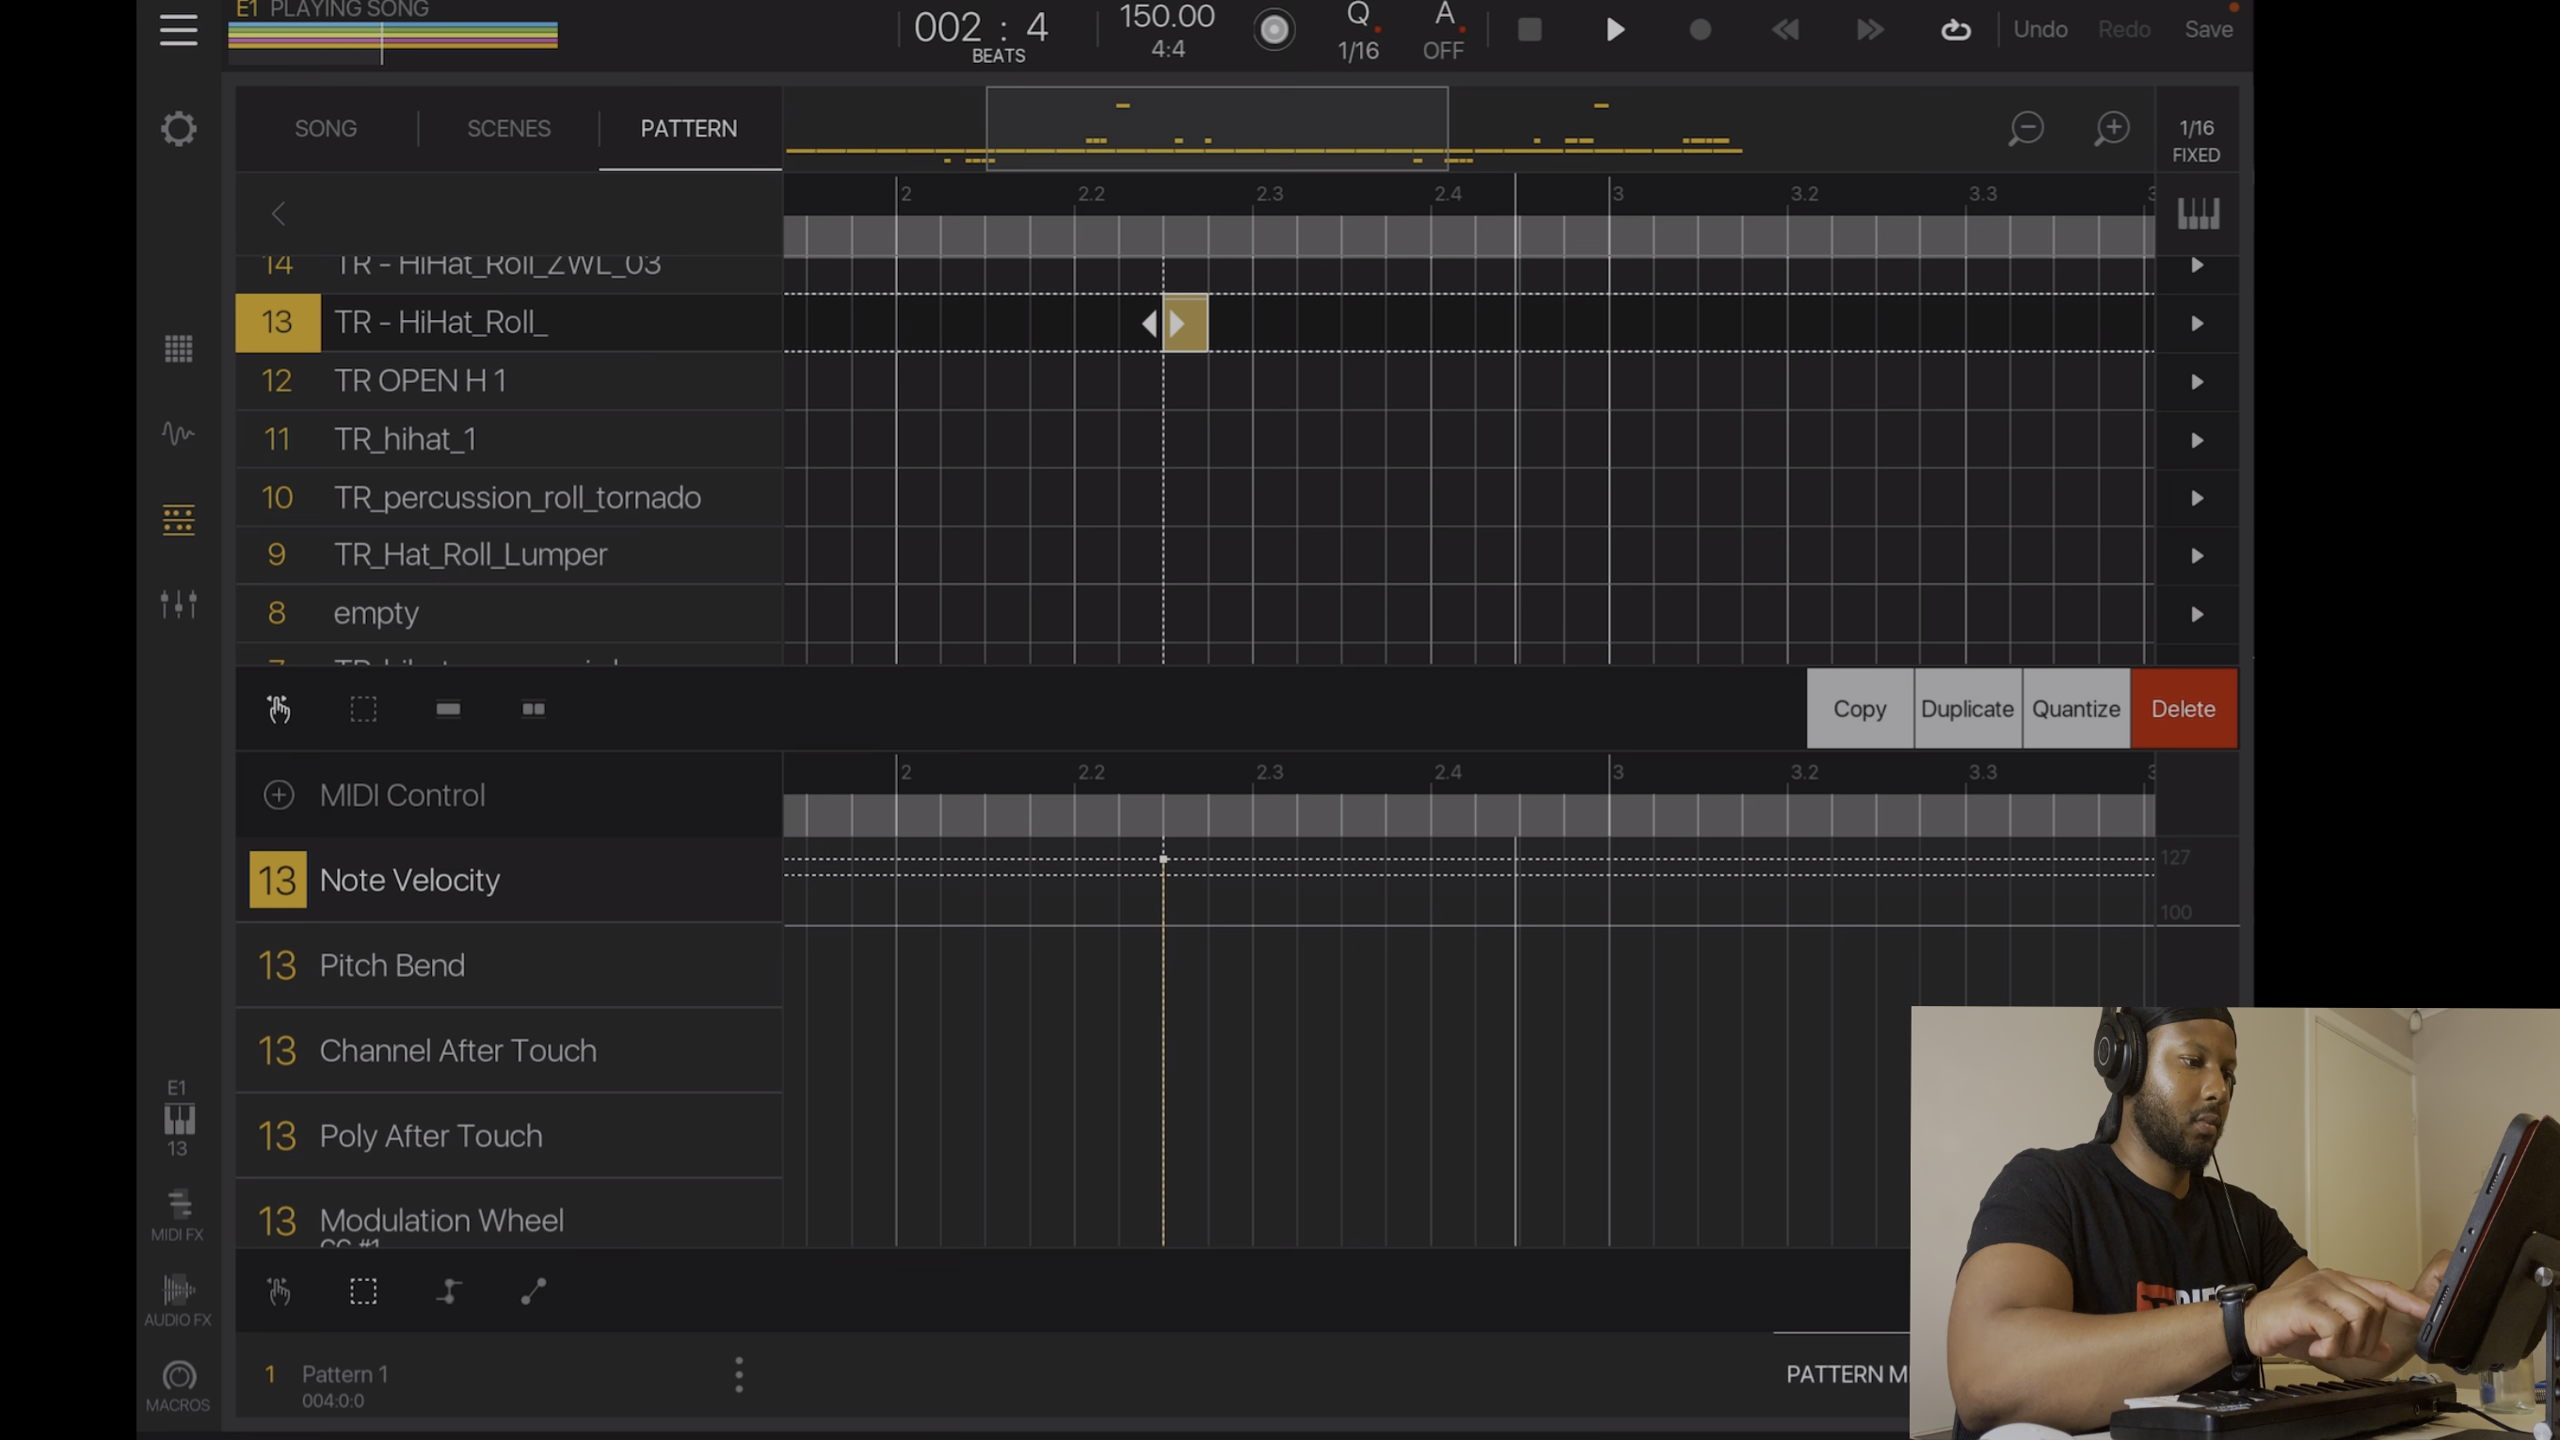 E1 PLAYING SONG
002 : 4
BEATS
150.00
4:4
Q
1/16
A
OFF
Undo
Redo
Save
SONG
SCENES
PATTERN
1/16
FIXED
2
2.2
2.3
2.4
3
3.2
3.3
14 TR - HiHat_Roll_ZWL_03
13 TR - HiHat_Roll_
12 TR OPEN H 1
11 TR_hihat_1
10 TR_percussion_roll_tornado
9 TR_Hat_Roll_Lumper
8 empty
Copy
Duplicate
Quantize
Delete
MIDI Control
2
2.2
2.3
2.4
3
3.2
3.3
13 Note Velocity
127
100
13 Pitch Bend
13 Channel After Touch
13 Poly After Touch
13 Modulation Wheel
CC #1
E1
13
MIDI FX
AUDIO FX
MACROS
1 Pattern 1
004:0:0
PATTERN M